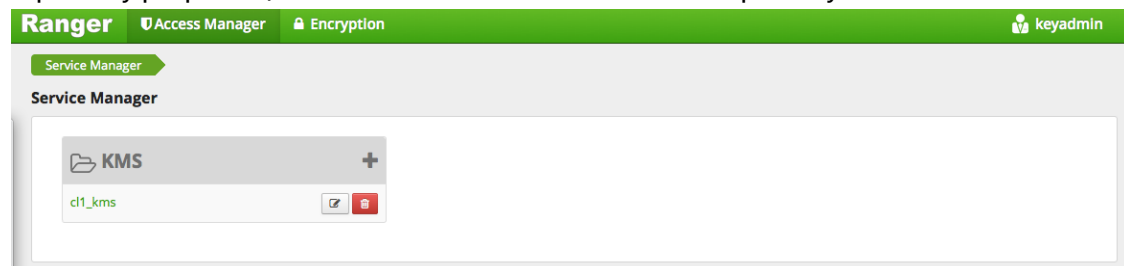 Ranger Access Manager Encryption keyadmin
Service Manager
Service Manager
KMS
cl1_kms